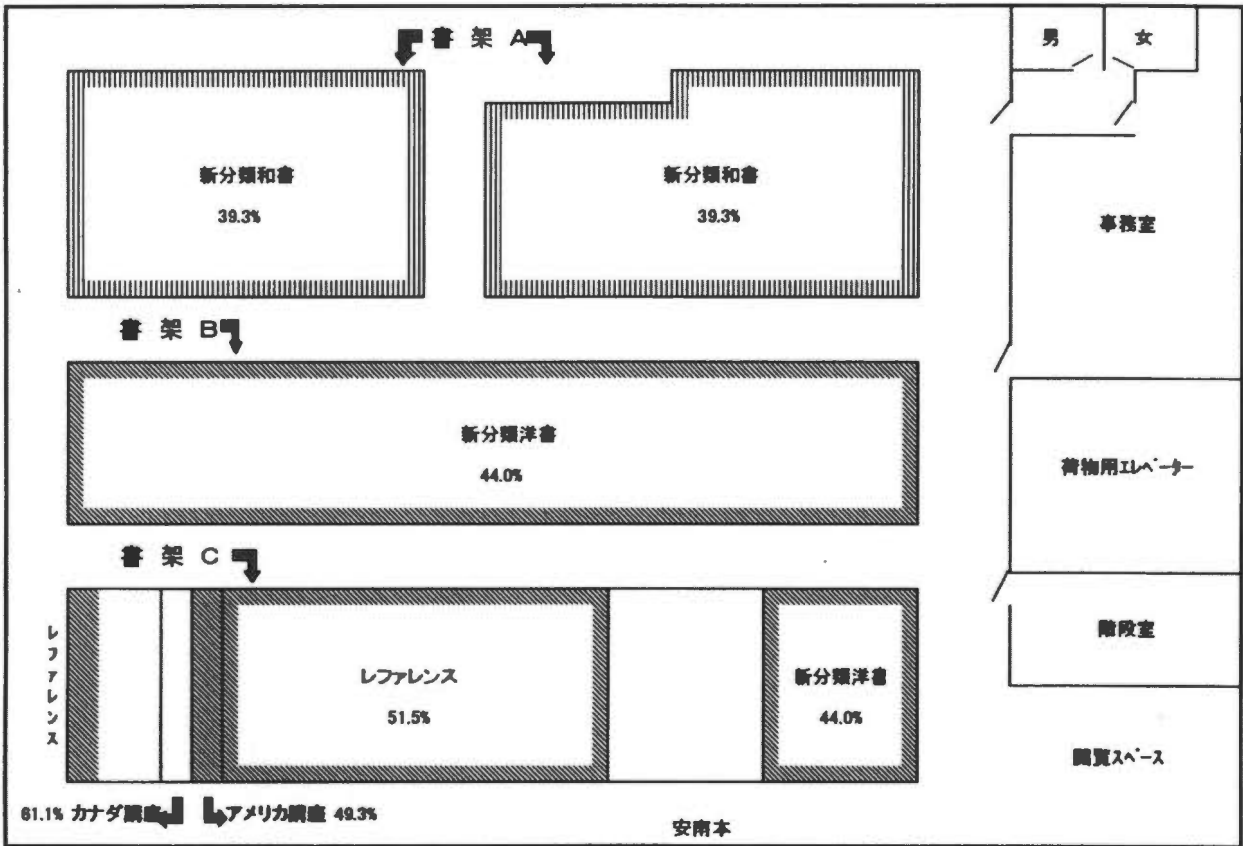 書架A
男
女
新分類和書
39.3%
新分類和書
39.3%
事務室
書架B
新分類洋書
44.0%
荷物用エレベーター
書架C
レファレンス
レファレンス
51.5%
新分類洋書
44.0%
階段室
閲覧スペース
61.1% カナダ講座
アメリカ講座 49.3%
安南本